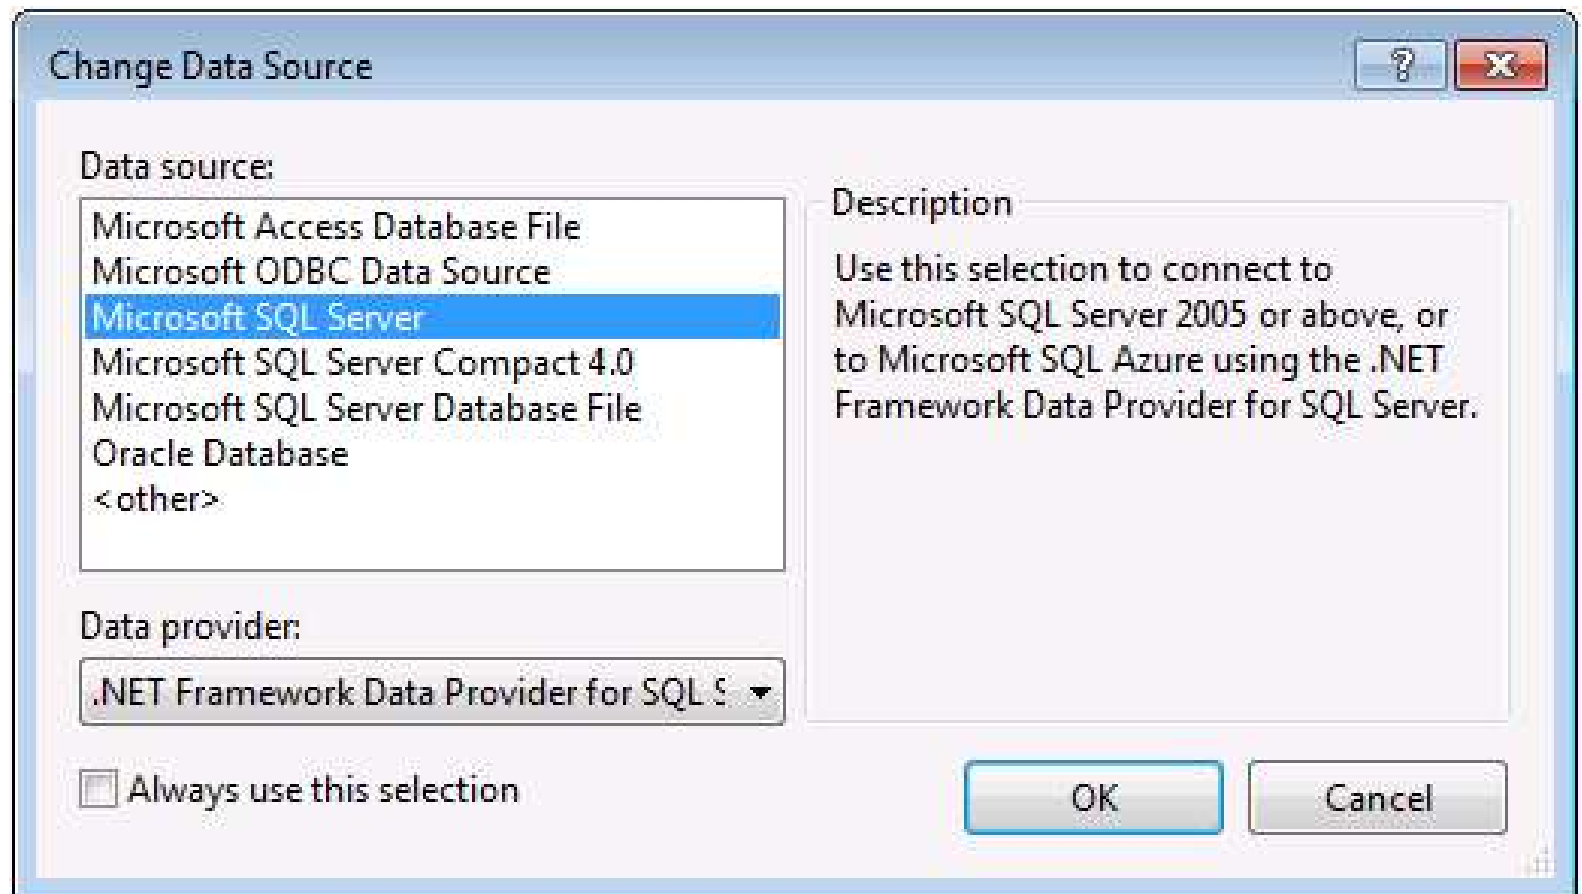 Change Data Source
Data source:
Microsoft Access Database File
Microsoft ODBC Data Source
Microsoft SQL Server
Microsoft SQL Server Compact 4.0
Microsoft SQL Server Database File
Oracle Database
<other>
Description
Use this selection to connect to
Microsoft SQL Server 2005 or above, or
to Microsoft SQL Azure using the .NET
Framework Data Provider for SQL Server.
Data provider:
.NET Framework Data Provider for SQL S
Always use this selection
OK
Cancel